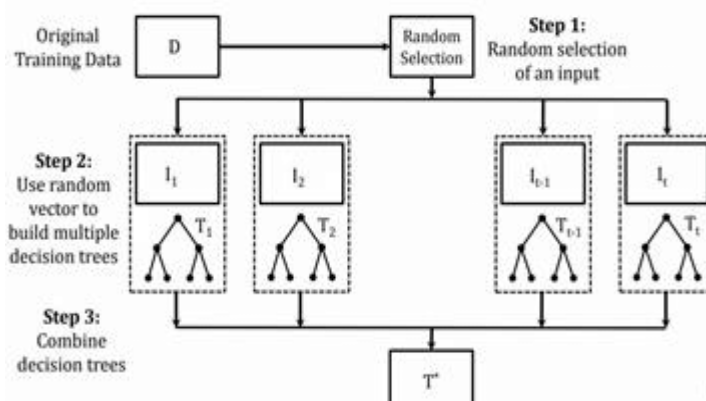 Original
Training Data
D
Random
Selection
Step 1:
Random selection
of an input
Step 2:
Use random
vector to
build multiple
decision trees
I₁
I₂
Iₜ₋₁
Iₜ
T₁
T₂
Tₜ₋₁
Tₜ
Step 3:
Combine
decision trees
T*